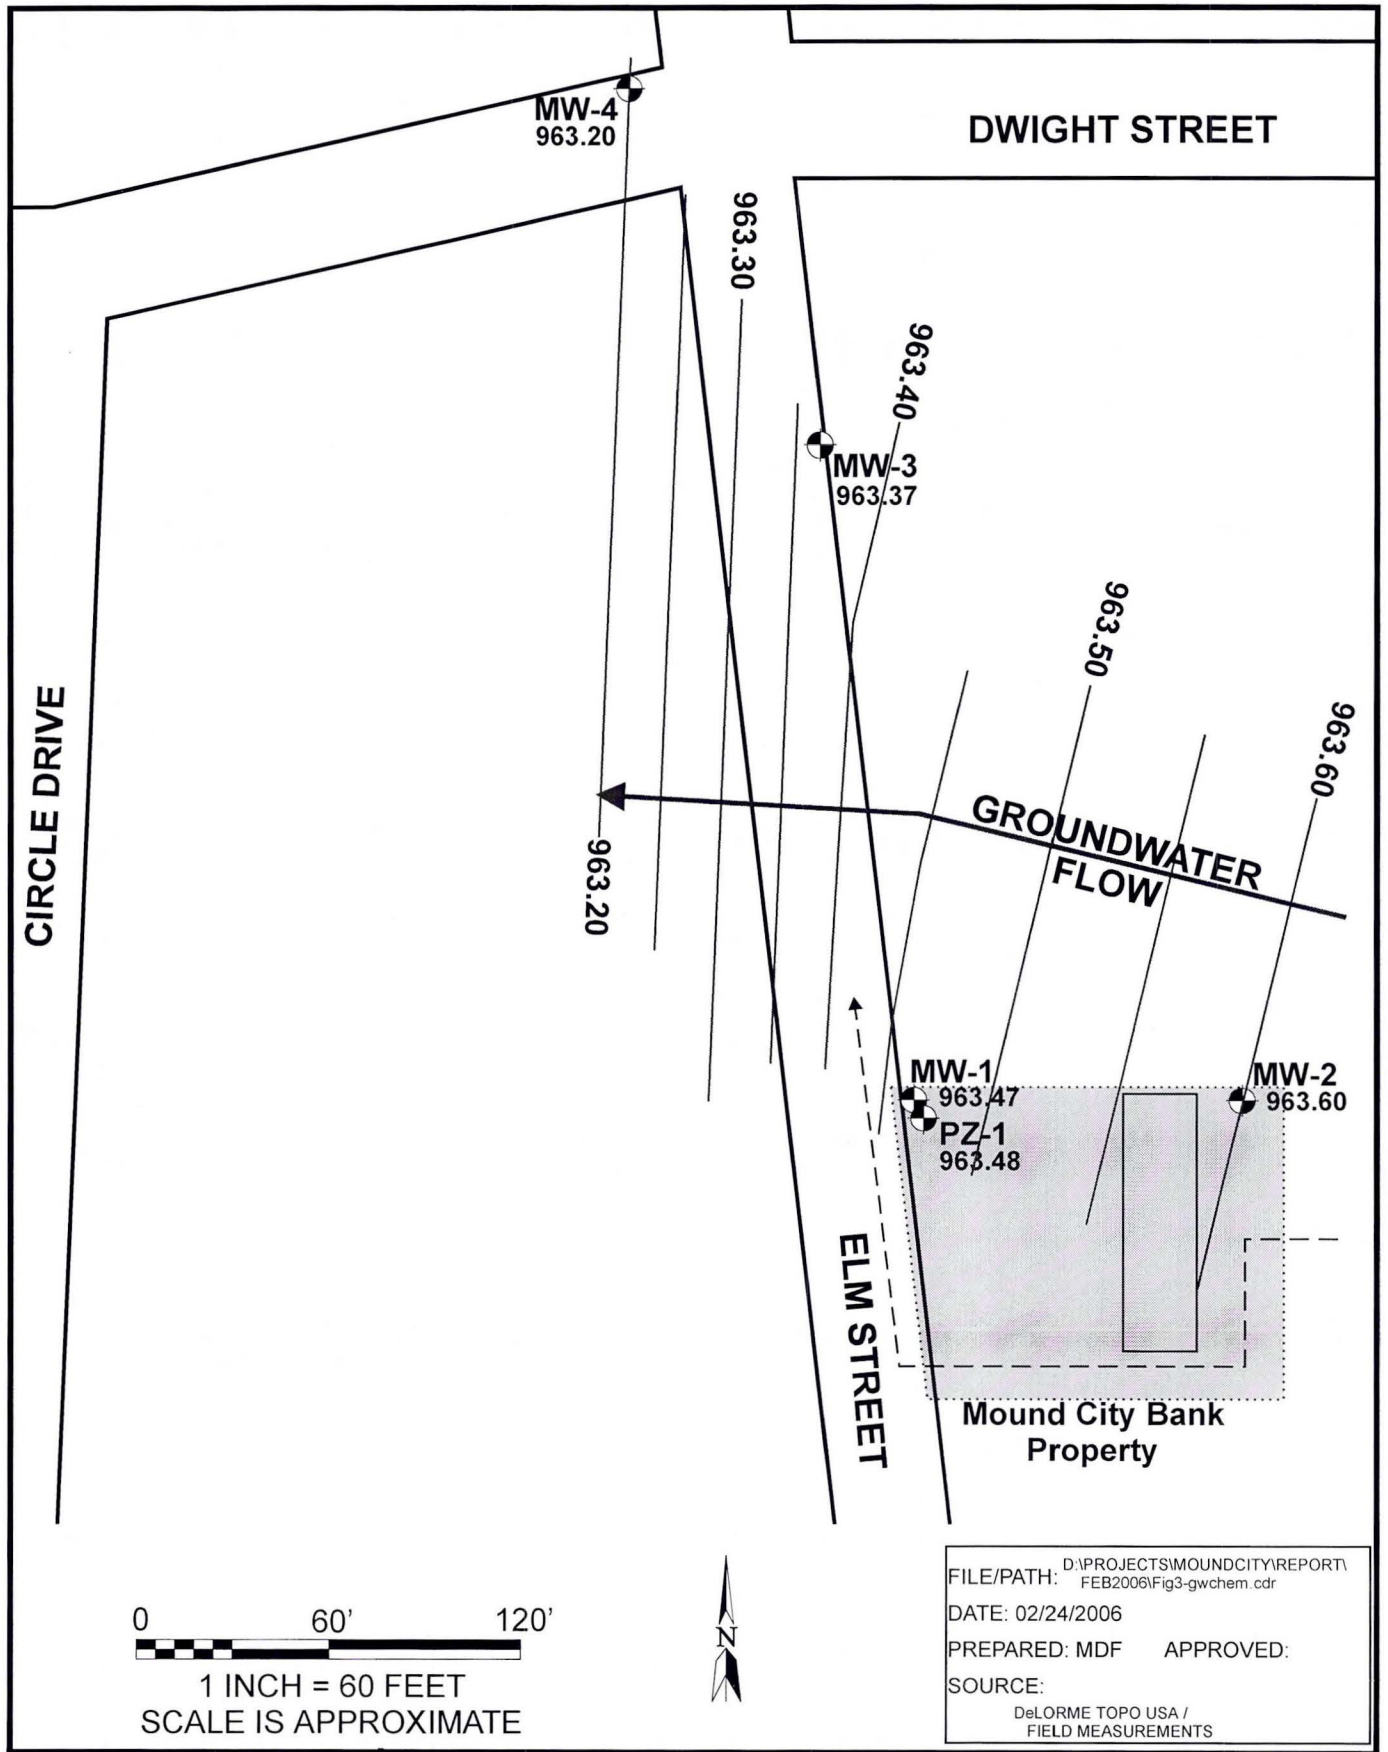 MW-4
963.20
DWIGHT STREET
963.30
963.40
MW-3
963.37
963.50
963.60
CIRCLE DRIVE
GROUNDWATER
FLOW
963.20
MW-1
963.47
PZ-1
963.48
MW-2
963.60
ELM STREET
Mound City Bank
Property
0 60' 120'
1 INCH = 60 FEET
SCALE IS APPROXIMATE
N
FILE/PATH: D:\PROJECTS\MOUNDCITY\REPORT\
FEB2006\Fig3-gwchem.cdr
DATE: 02/24/2006
PREPARED: MDF APPROVED:
SOURCE:
DeLORME TOPO USA /
FIELD MEASUREMENTS